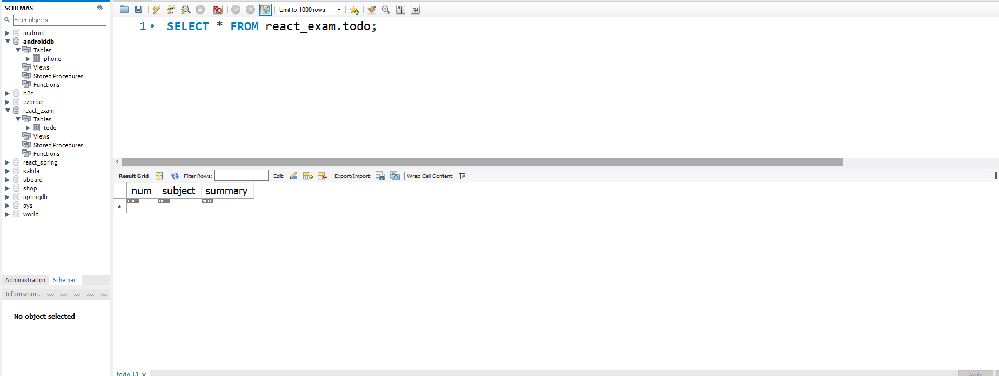 SCHEMAS
Filter objects
android
androiddb
Tables
phone
Views
Stored Procedures
Functions
b2c
ezorder
react_exam
Tables
todo
Views
Stored Procedures
Functions
react_spring
sakila
sboard
shop
springdb
sys
world
Administration Schemas
Information
No object selected
Limit to 1000 rows
1 SELECT * FROM react_exam.todo;
Result Grid Filter Rows: Edit: Export/Import: Wrap Cell Content:
num subject summary
NULL NULL NULL
todo 13
Apply